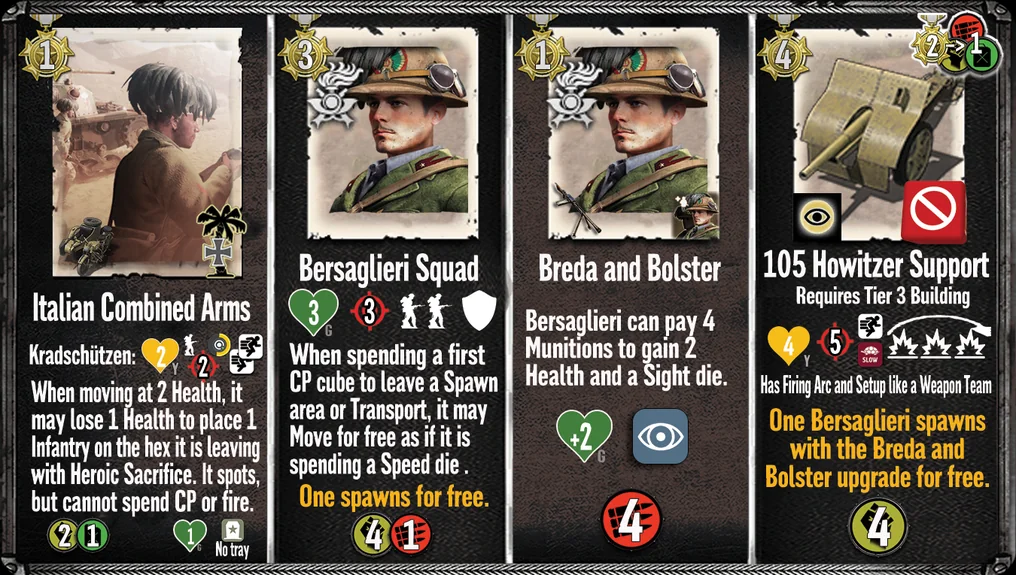 1
Italian Combined Arms
Kradschützen: 2 Y 2
When moving at 2 Health, it
may lose 1 Health to place 1
Infantry on the hex it is leaving
with Heroic Sacrifice. It spots,
but cannot spend CP or fire.
2 1 1 G
No tray
3
Bersaglieri Squad
3 G 3
When spending a first
CP cube to leave a Spawn
area or Transport, it may
Move for free as if it is
spending a Speed die .
One spawns for free.
4 1
1
Breda and Bolster
Bersaglieri can pay 4
Munitions to gain 2
Health and a Sight die.
+2 G
4
4
2->1
105 Howitzer Support
Requires Tier 3 Building
4 Y 5
SLOW
Has Firing Arc and Setup like a Weapon Team
One Bersaglieri spawns
with the Breda and
Bolster upgrade for free.
4